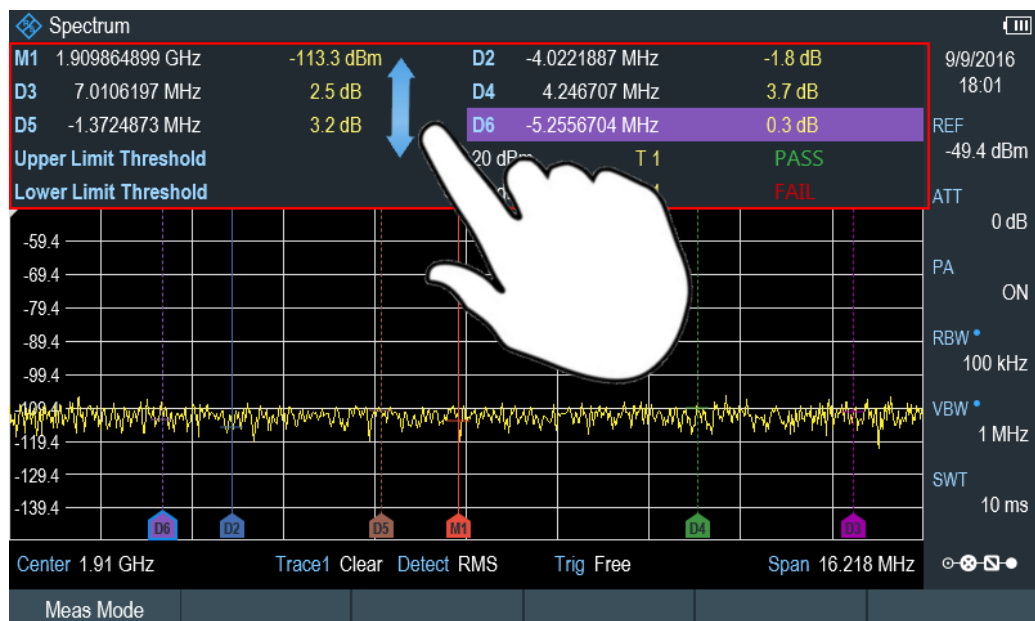 Spectrum
M1 1.909864899 GHz -113.3 dBm D2 -4.0221887 MHz -1.8 dB
D3 7.0106197 MHz 2.5 dB D4 4.246707 MHz 3.7 dB
D5 -1.3724873 MHz 3.2 dB D6 -5.2556704 MHz 0.3 dB
Upper Limit Threshold 20 dBm T 1 PASS
Lower Limit Threshold FAIL
9/9/2016
18:01
REF
-49.4 dBm
ATT
0 dB
PA
ON
RBW
100 kHz
VBW
1 MHz
SWT
10 ms
-59.4
-69.4
-79.4
-89.4
-99.4
-109.4
-119.4
-129.4
-139.4
D6 D2 D5 M1 D4 D3
Center 1.91 GHz Trace1 Clear Detect RMS Trig Free Span 16.218 MHz
Meas Mode